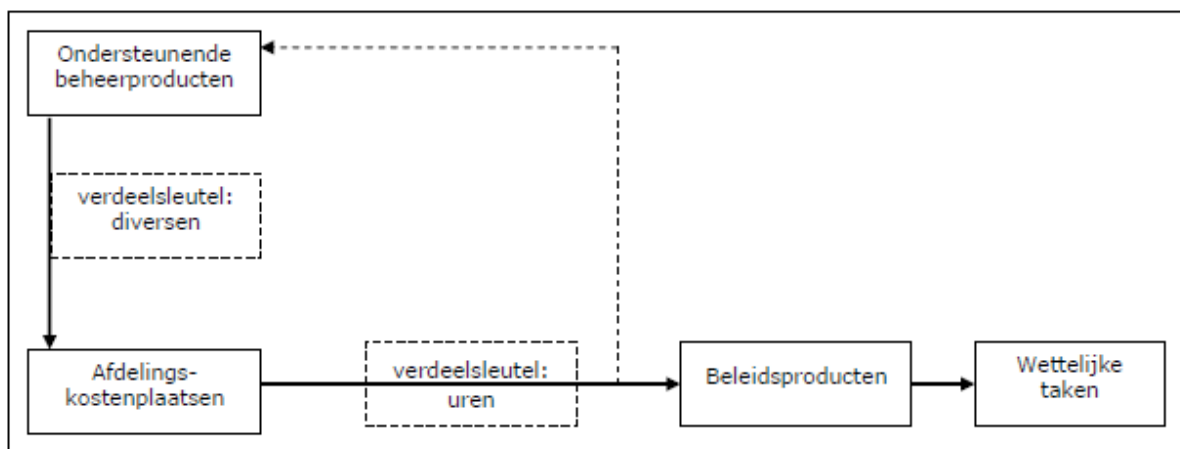 Ondersteunende
beheerproducten
verdeelsleutel:
diversen
Afdelings-
kostenplaatsen
verdeelsleutel:
uren
Beleidsproducten
Wettelijke
taken